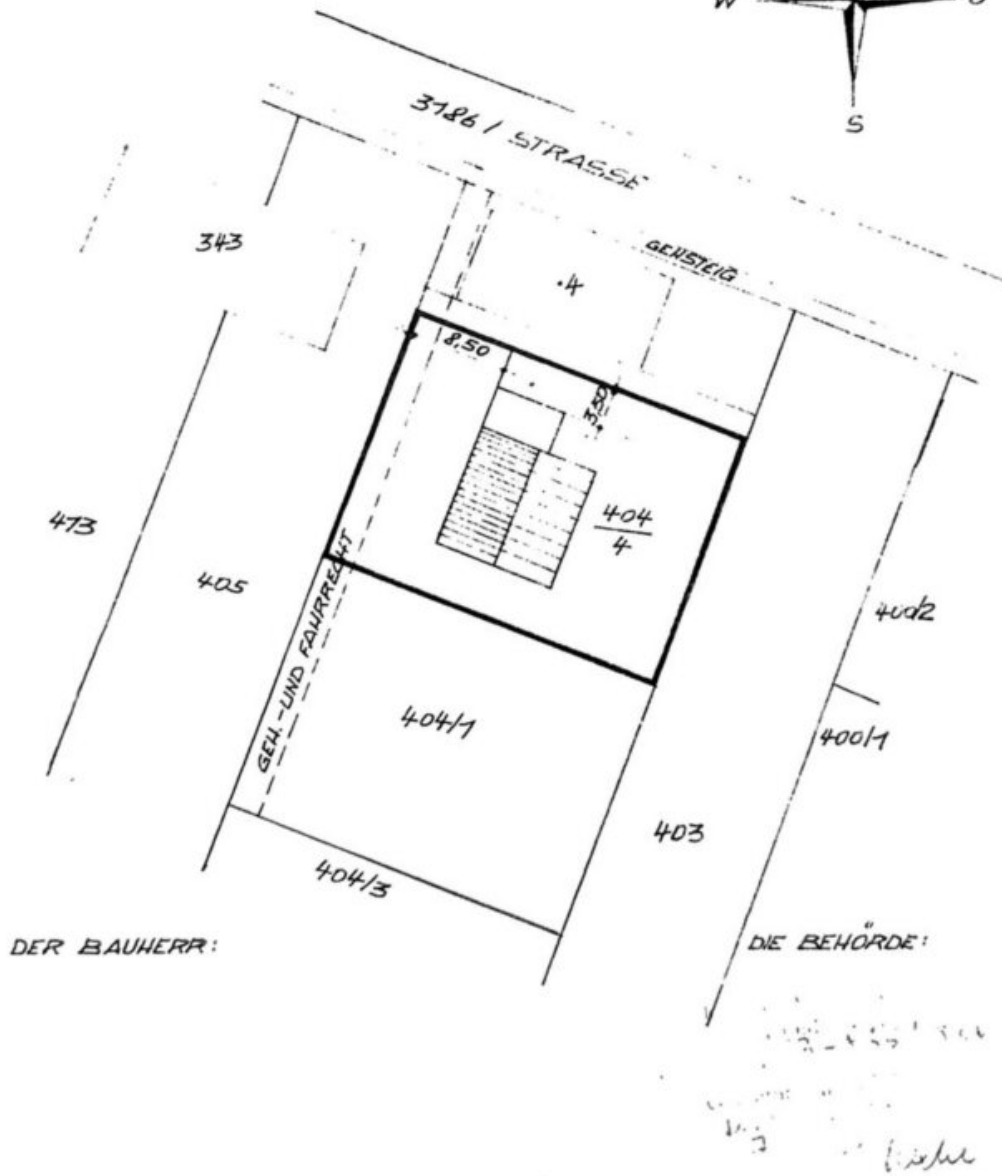 W
S
3186 / STRASSE
343
GEHSTEIG
.4
8,50
3,50
404
4
473
405
GEH.-UND FAHRRECHT
400/2
404/1
400/1
403
404/3
DER BAUHERR:
DIE BEHÖRDE: